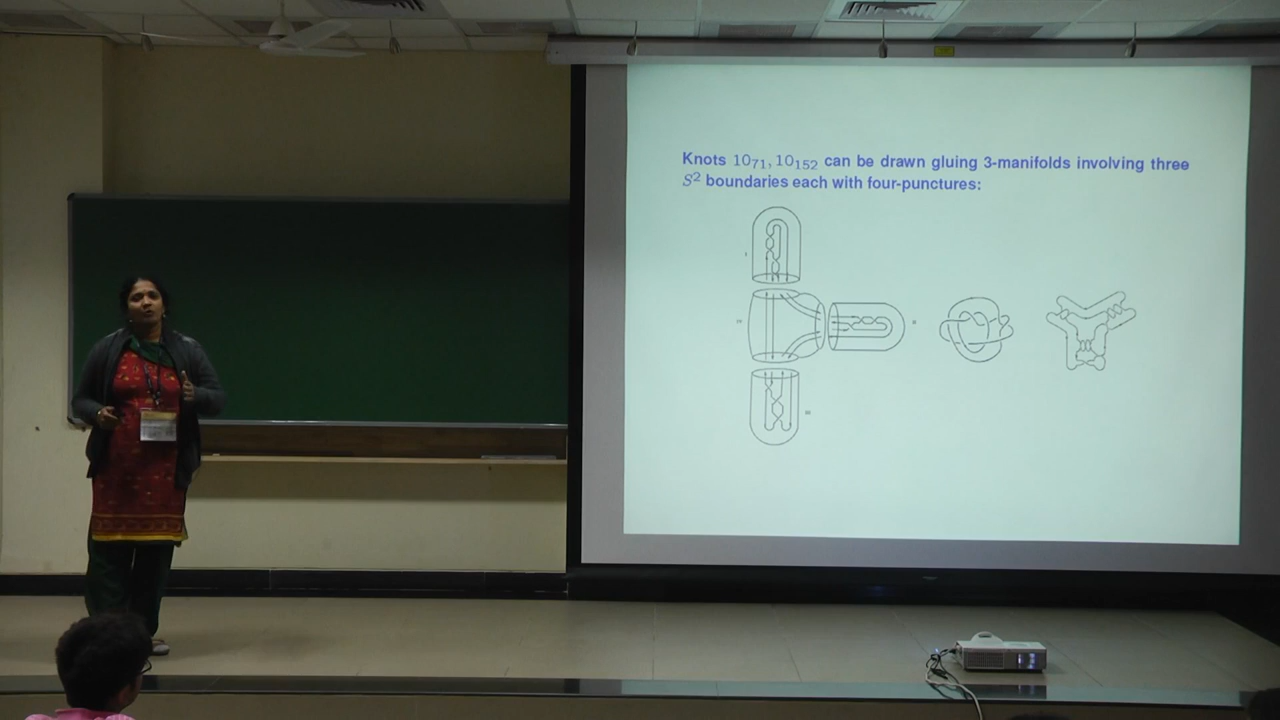 Knots 10₇₁, 10₁₅₂ can be drawn gluing 3-manifolds involving three
S² boundaries each with four-punctures: